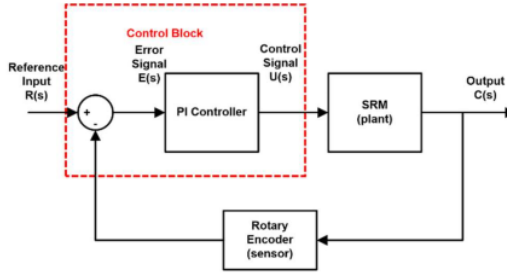 Control Block
Reference
Input
R(s)
Error
Signal
E(s)
Control
Signal
U(s)
Output
C(s)
+
-
PI Controller
SRM
(plant)
Rotary
Encoder
(sensor)